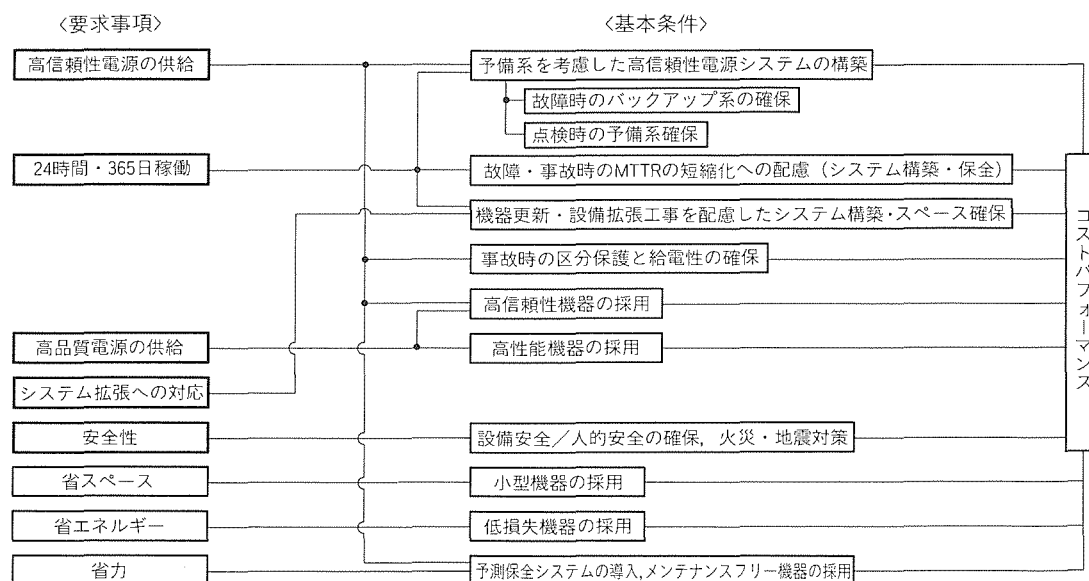 〈要求事項〉
〈基本条件〉
高信頼性電源の供給
予備系を考慮した高信頼性電源システムの構築
故障時のバックアップ系の確保
点検時の予備系確保
24時間・365日稼働
故障・事故時のMTTRの短縮化への配慮（システム構築・保金）
機器更新・設備拡張工事を配慮したシステム構築・スペース確保
事故時の区分保護と給電性の確保
高信頼性機器の採用
高品質電源の供給
高性能機器の採用
システム拡張への対応
安全性
設備安全／人的安全の確保，火災・地震対策
省スペース
小型機器の採用
省エネルギー
低損失機器の採用
省力
予測保全システムの導入,メンテナンスフリー機器の採用
コストパフォーマンス